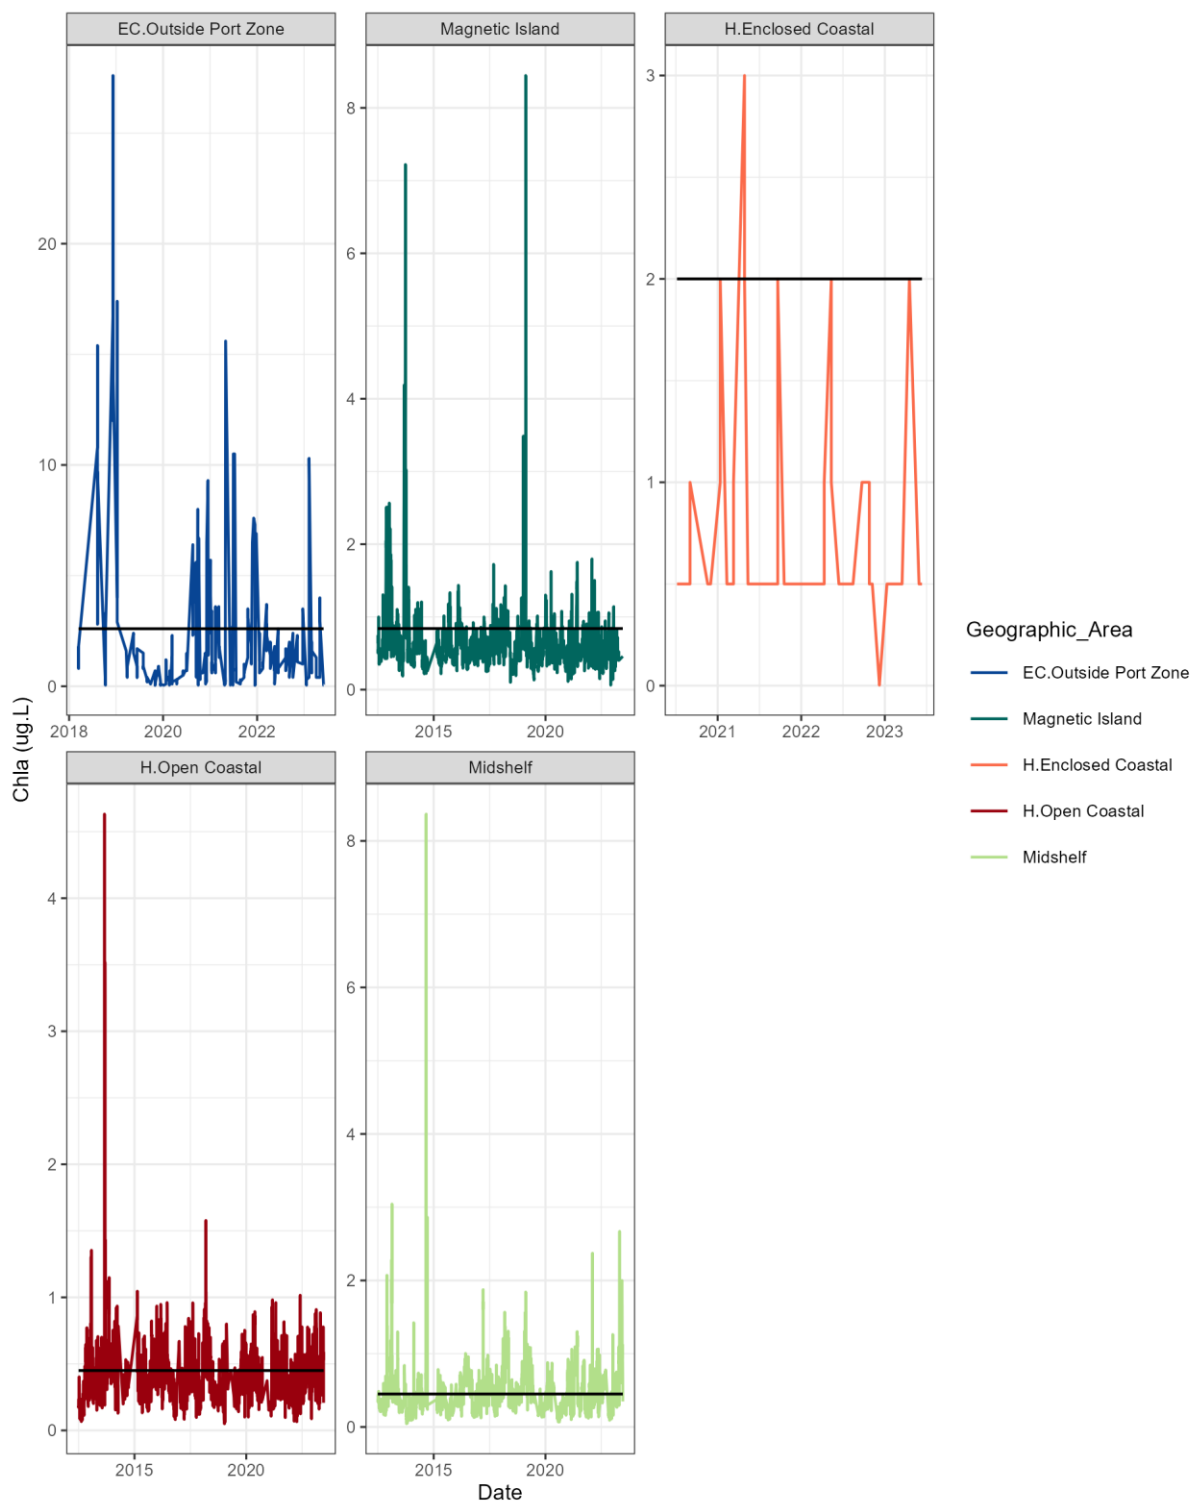 EC.Outside Port Zone
Magnetic Island
H.Enclosed Coastal
20
10
0
2018
2020
2022
8
6
4
2
0
2015
2020
3
2
1
0
2021
2022
2023
Chla (ug.L)
H.Open Coastal
Midshelf
4
3
2
1
0
2015
2020
8
6
4
2
0
2015
2020
Date
Geographic_Area
EC.Outside Port Zone
Magnetic Island
H.Enclosed Coastal
H.Open Coastal
Midshelf